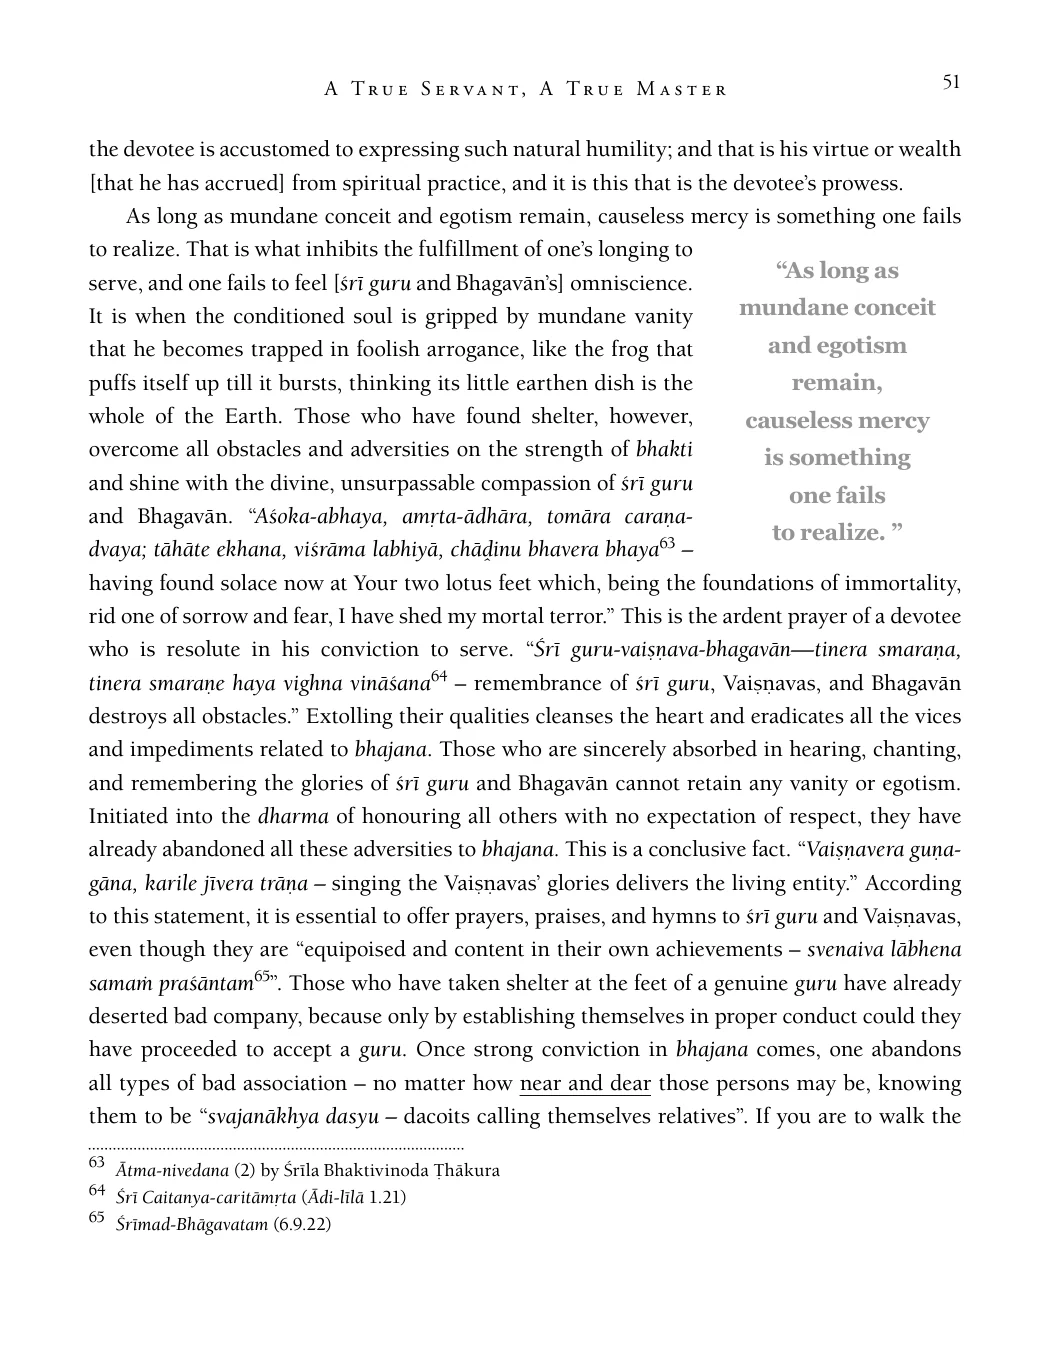 A True Servant, A True Master
51
the devotee is accustomed to expressing such natural humility; and that is his virtue or wealth
[that he has accrued] from spiritual practice, and it is this that is the devotee’s prowess.
As long as mundane conceit and egotism remain, causeless mercy is something one fails
to realize. That is what inhibits the fulfillment of one’s longing to
serve, and one fails to feel [śrī guru and Bhagavān’s] omniscience.
It is when the conditioned soul is gripped by mundane vanity
that he becomes trapped in foolish arrogance, like the frog that
puffs itself up till it bursts, thinking its little earthen dish is the
whole of the Earth. Those who have found shelter, however,
overcome all obstacles and adversities on the strength of bhakti
and shine with the divine, unsurpassable compassion of śrī guru
and Bhagavān. “Aśoka-abhaya, amṛta-ādhāra, tomāra caraṇa-
dvaya; tāhāte ekhana, viśrāma labhiyā, chāḓinu bhavera bhaya63 –
“As long as
mundane conceit
and egotism
remain,
causeless mercy
is something
one fails
to realize. ”
having found solace now at Your two lotus feet which, being the foundations of immortality,
rid one of sorrow and fear, I have shed my mortal terror.” This is the ardent prayer of a devotee
who is resolute in his conviction to serve. “Śrī guru-vaiṣṇava-bhagavān—tinera smaraṇa,
tinera smaraṇe haya vighna vināśana64 – remembrance of śrī guru, Vaiṣṇavas, and Bhagavān
destroys all obstacles.” Extolling their qualities cleanses the heart and eradicates all the vices
and impediments related to bhajana. Those who are sincerely absorbed in hearing, chanting,
and remembering the glories of śrī guru and Bhagavān cannot retain any vanity or egotism.
Initiated into the dharma of honouring all others with no expectation of respect, they have
already abandoned all these adversities to bhajana. This is a conclusive fact. “Vaiṣṇavera guṇa-
gāna, karile jīvera trāṇa – singing the Vaiṣṇavas’ glories delivers the living entity.” According
to this statement, it is essential to offer prayers, praises, and hymns to śrī guru and Vaiṣṇavas,
even though they are “equipoised and content in their own achievements – svenaiva lābhena
samaṁ praśāntam65”. Those who have taken shelter at the feet of a genuine guru have already
deserted bad company, because only by establishing themselves in proper conduct could they
have proceeded to accept a guru. Once strong conviction in bhajana comes, one abandons
all types of bad association – no matter how near and dear those persons may be, knowing
them to be “svajanākhya dasyu – dacoits calling themselves relatives”. If you are to walk the
63 Ātma-nivedana (2) by Śrīla Bhaktivinoda Ṭhākura
64 Śrī Caitanya-caritāmṛta (Ādi-līlā 1.21)
65 Śrīmad-Bhāgavatam (6.9.22)